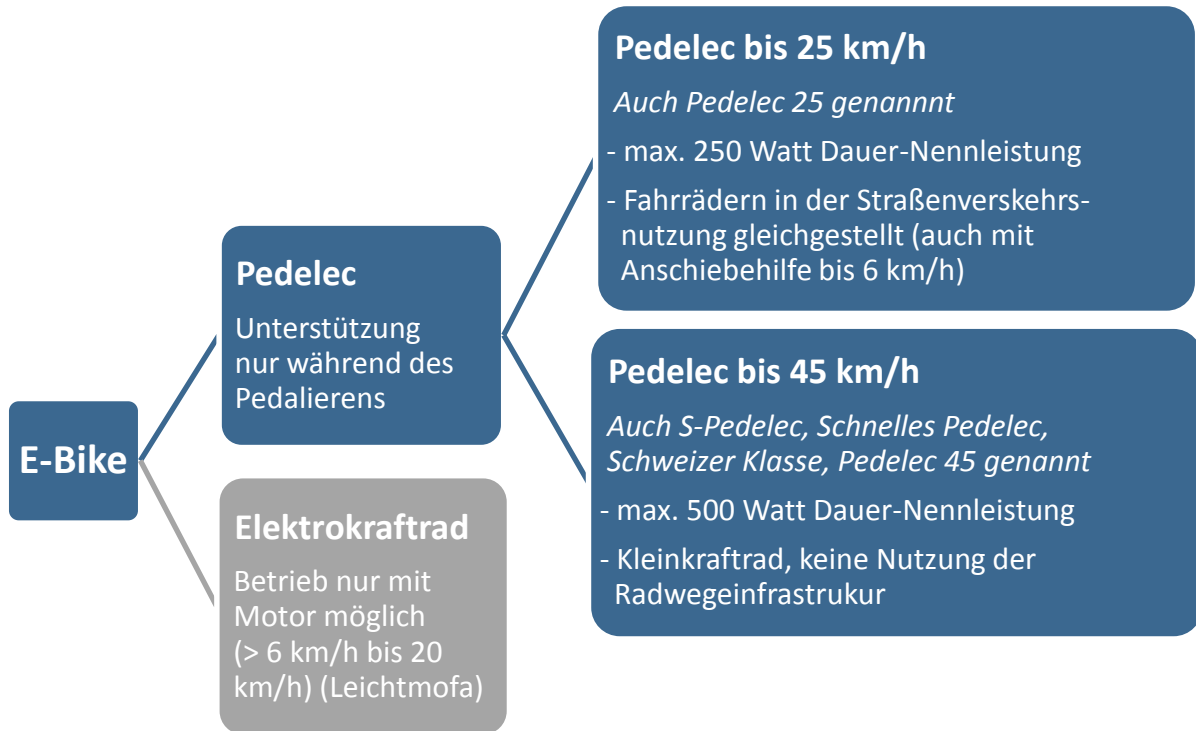 E-Bike
Pedelec
Unterstützung
nur während des
Pedalierens
Elektrokraftrad
Betrieb nur mit
Motor möglich
(> 6 km/h bis 20
km/h) (Leichtmofa)
Pedelec bis 25 km/h
Auch Pedelec 25 genannnt
- max. 250 Watt Dauer-Nennleistung
- Fahrrädern in der Straßenverskehrs-
nutzung gleichgestellt (auch mit
Anschiebehilfe bis 6 km/h)
Pedelec bis 45 km/h
Auch S-Pedelec, Schnelles Pedelec,
Schweizer Klasse, Pedelec 45 genannt
- max. 500 Watt Dauer-Nennleistung
- Kleinkraftrad, keine Nutzung der
Radwegeinfrastrukur